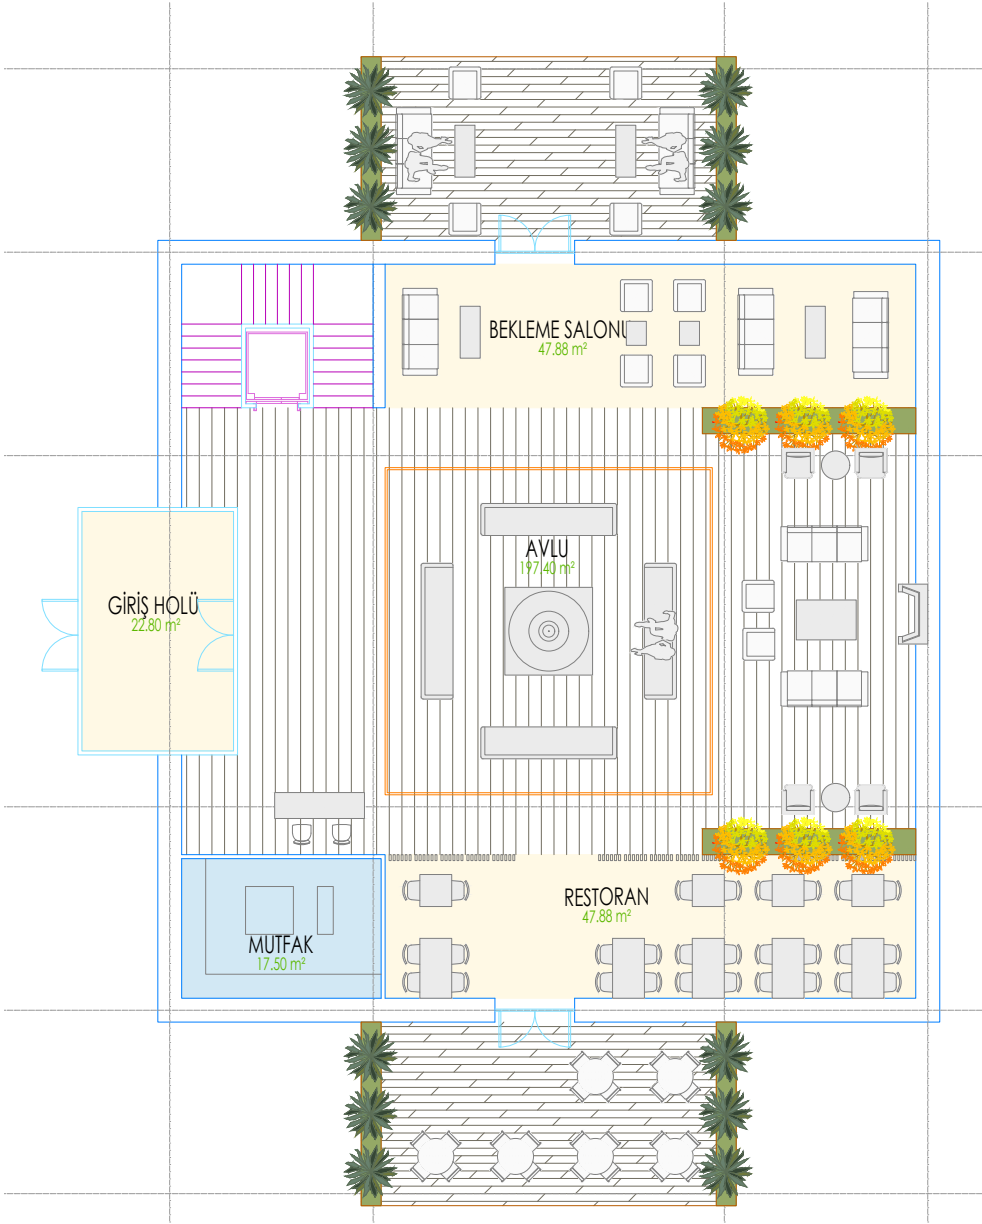 BEKLEME SALONU
47.88 m²
AVLU
197.40 m²
GİRİŞ HOLÜ
22.80 m²
RESTORAN
47.88 m²
MUTFAK
17.50 m²